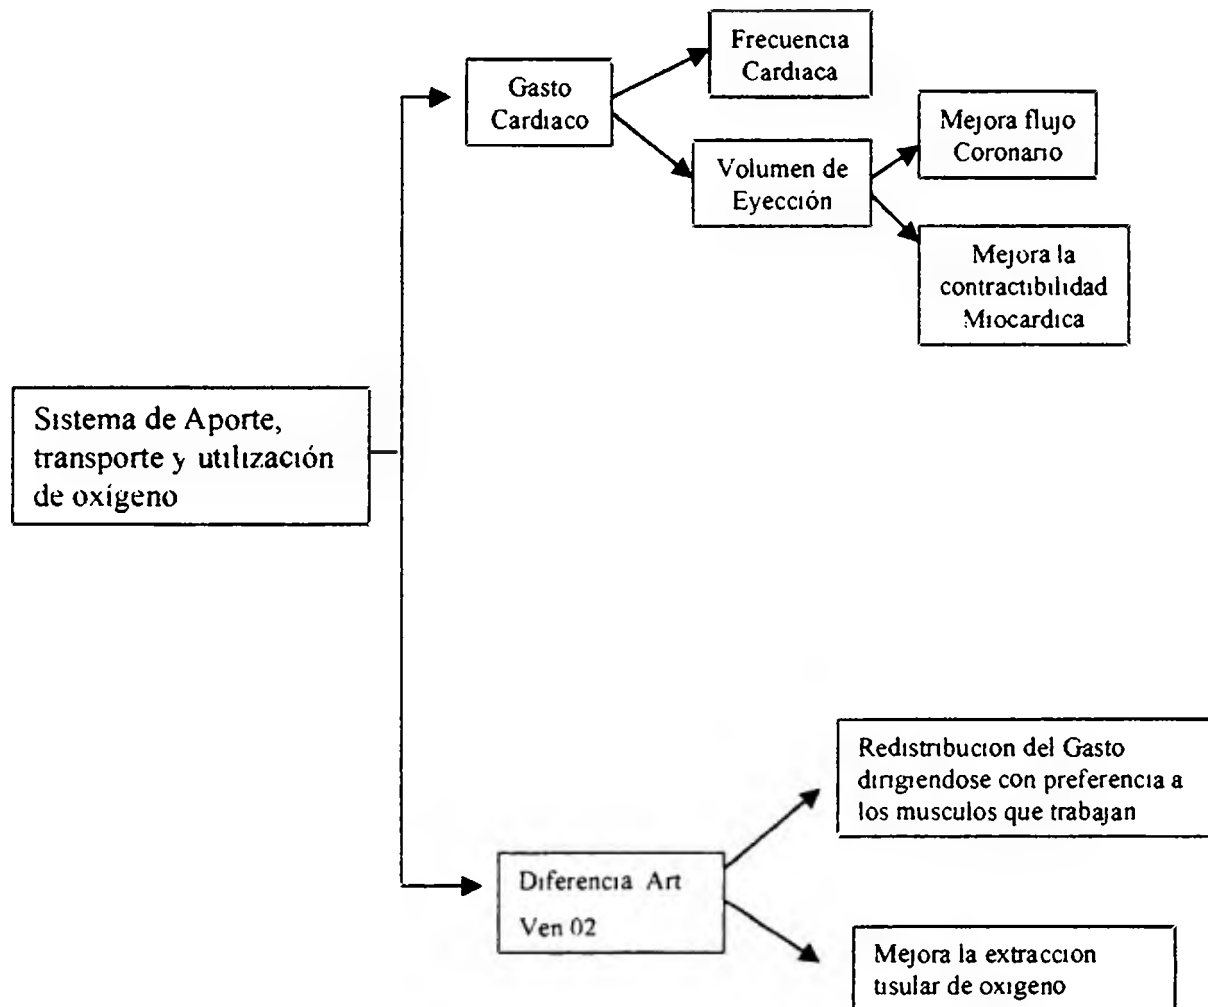 Frecuencia
Cardiaca
Gasto
Cardiaco
Mejora flujo
Coronario
Volumen de
Eyección
Mejora la
contractibilidad
Miocardica
Sistema de Aporte,
transporte y utilización
de oxígeno
Redistribucion del Gasto
dirigiendose con preferencia a
los musculos que trabajan
Diferencia Art
Ven 02
Mejora la extraccion
tisular de oxigeno